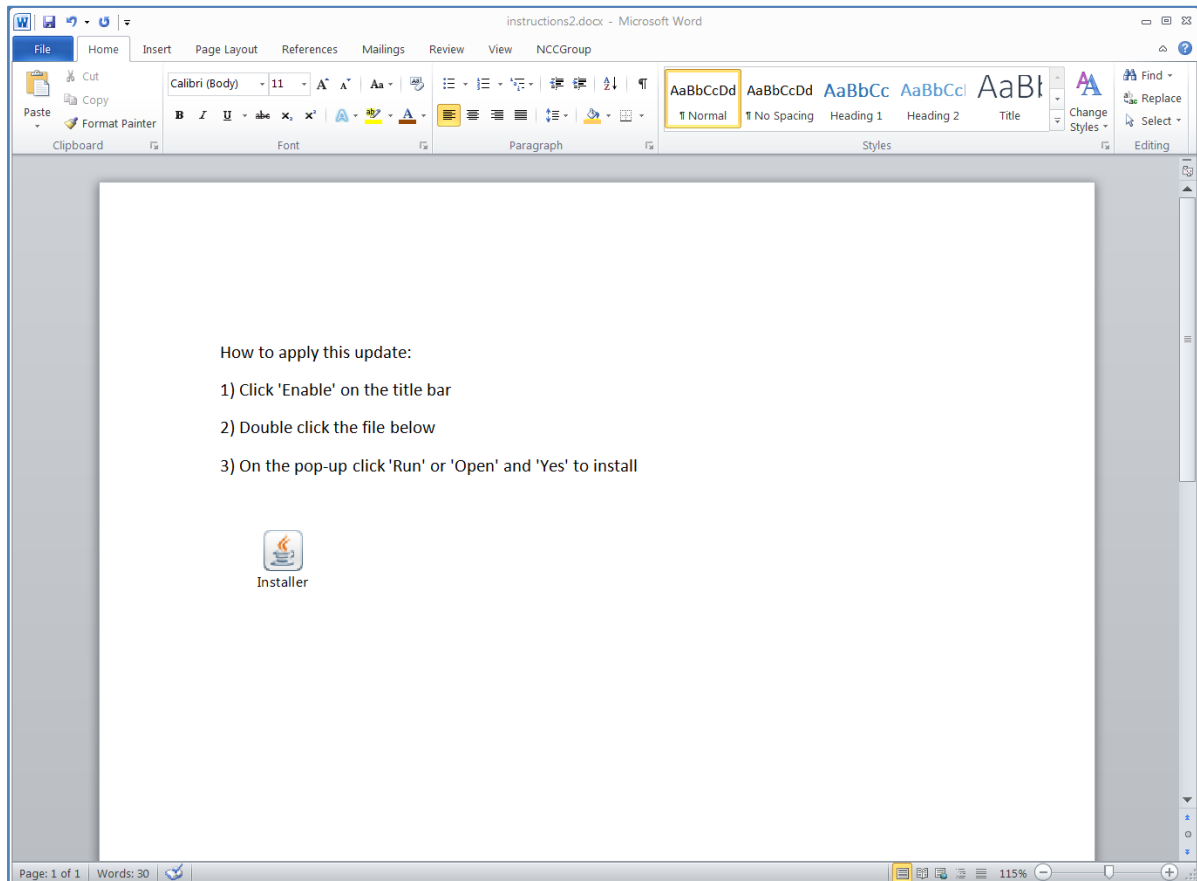 instructions2.docx - Microsoft Word
File Home Insert Page Layout References Mailings Review View NCCGroup
Paste
Cut
Copy
Format Painter
Clipboard
Calibri (Body) 11
Font
Paragraph
AaBbCcDd AaBbCcDd AaBbCc AaBbCcl AaBl
¶ Normal ¶ No Spacing Heading 1 Heading 2 Title
Change Styles
Styles
Find
Replace
Select
Editing
How to apply this update:
1) Click 'Enable' on the title bar
2) Double click the file below
3) On the pop-up click 'Run' or 'Open' and 'Yes' to install
Installer
Page: 1 of 1 Words: 30 115%